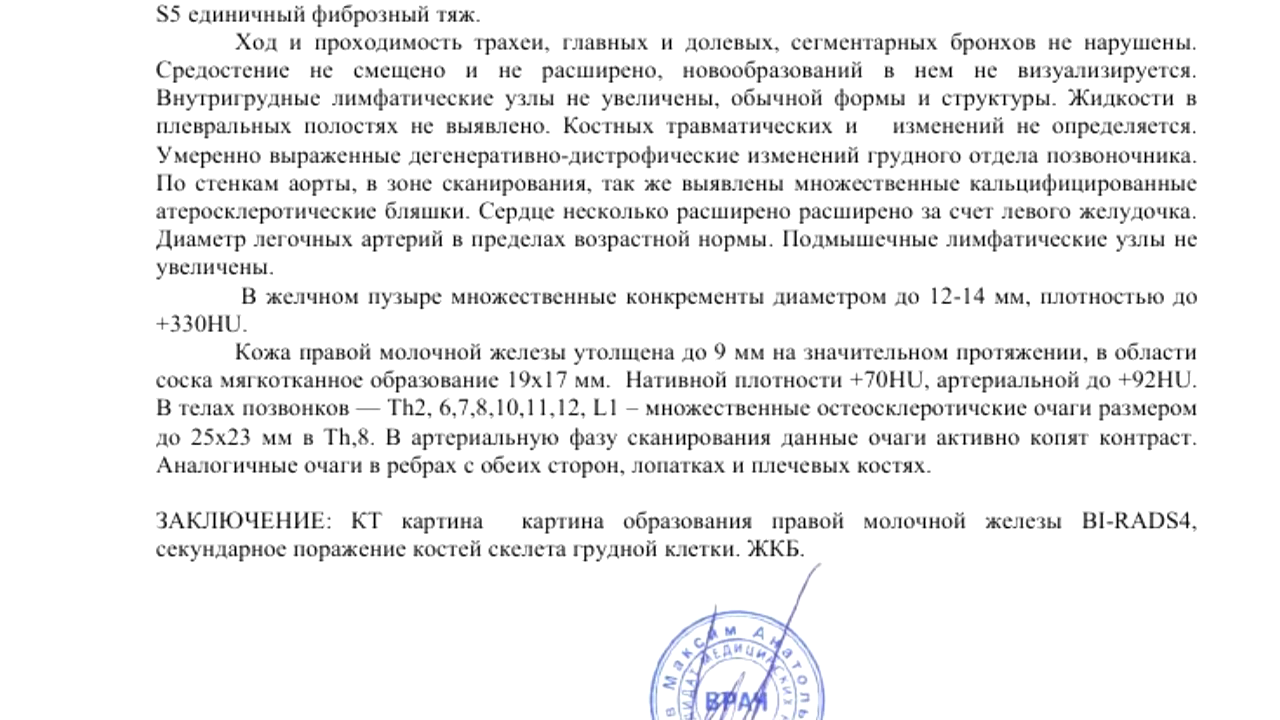 S5 единичный фиброзный тяж.
Ход и проходимость трахеи, главных и долевых, сегментарных бронхов не нарушены.
Средостение не смещено и не расширено, новообразований в нем не визуализируется.
Внутригрудные лимфатические узлы не увеличены, обычной формы и структуры. Жидкости в
плевральных полостях не выявлено. Костных травматических и изменений не определяется.
Умеренно выраженные дегенеративно-дистрофические изменений грудного отдела позвоночника.
По стенкам аорты, в зоне сканирования, так же выявлены множественные кальцифицированные
атеросклеротические бляшки. Сердце несколько расширено расширено за счет левого желудочка.
Диаметр легочных артерий в пределах возрастной нормы. Подмышечные лимфатические узлы не
увеличены.
В желчном пузыре множественные конкременты диаметром до 12-14 мм, плотностью до
+330HU.
Кожа правой молочной железы утолщена до 9 мм на значительном протяжении, в области
соска мягкотканное образование 19х17 мм. Нативной плотности +70HU, артериальной до +92HU.
В телах позвонков — Th2, 6,7,8,10,11,12, L1 – множественные остеосклеротичские очаги размером
до 25х23 мм в Th,8. В артериальную фазу сканирования данные очаги активно копят контраст.
Аналогичные очаги в ребрах с обеих сторон, лопатках и плечевых костях.
ЗАКЛЮЧЕНИЕ: КТ картина картина образования правой молочной железы BI-RADS4,
секундарное поражение костей скелета грудной клетки. ЖКБ.
Максим Анатоль
МЕДИЦИНСКИХ
ВРАЧ